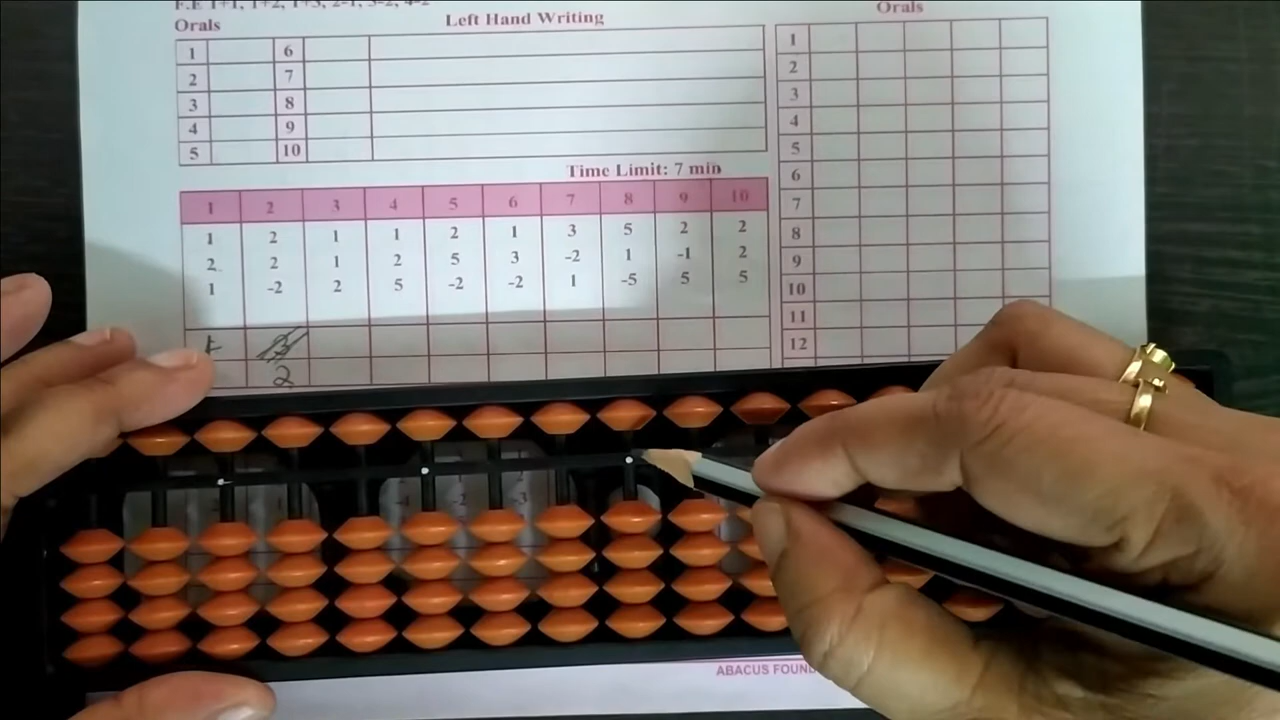 F.E 1+1, 1+2, 1+3, 2-1, 3-2, 4-2
Orals Left Hand Writing Orals
1 6
2 7
3 8
4 9
5 10
Time Limit: 7 min
1 2 3 4 5 6 7 8 9 10
1 2 1 1 2 1 3 5 2 2
2. 2 1 2 5 3 -2 1 -1 2
1 -2 2 5 -2 -2 1 -5 5 5
2
1
2
3
4
5
6
7
8
9
10
11
12
ABACUS FOUND